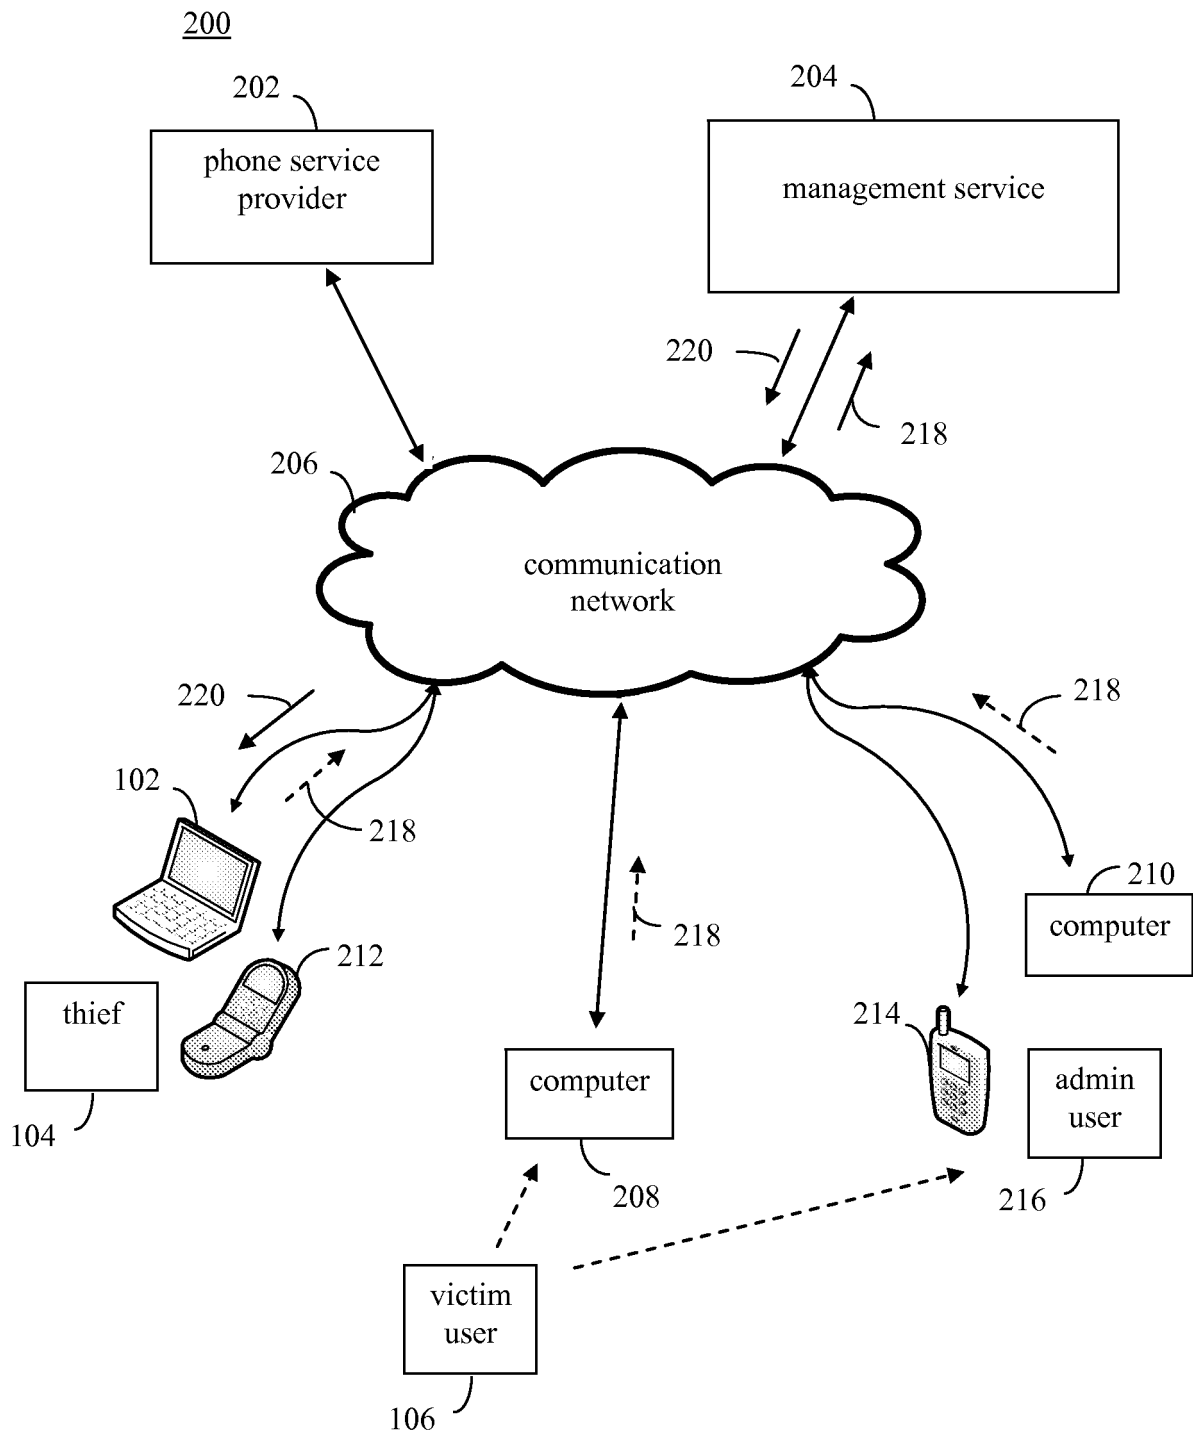 200
202
204
phone service
provider
management service
220
218
206
communication
network
220
218
102
218
210
computer
218
212
thief
214
computer
admin
user
104
208
216
victim
user
106